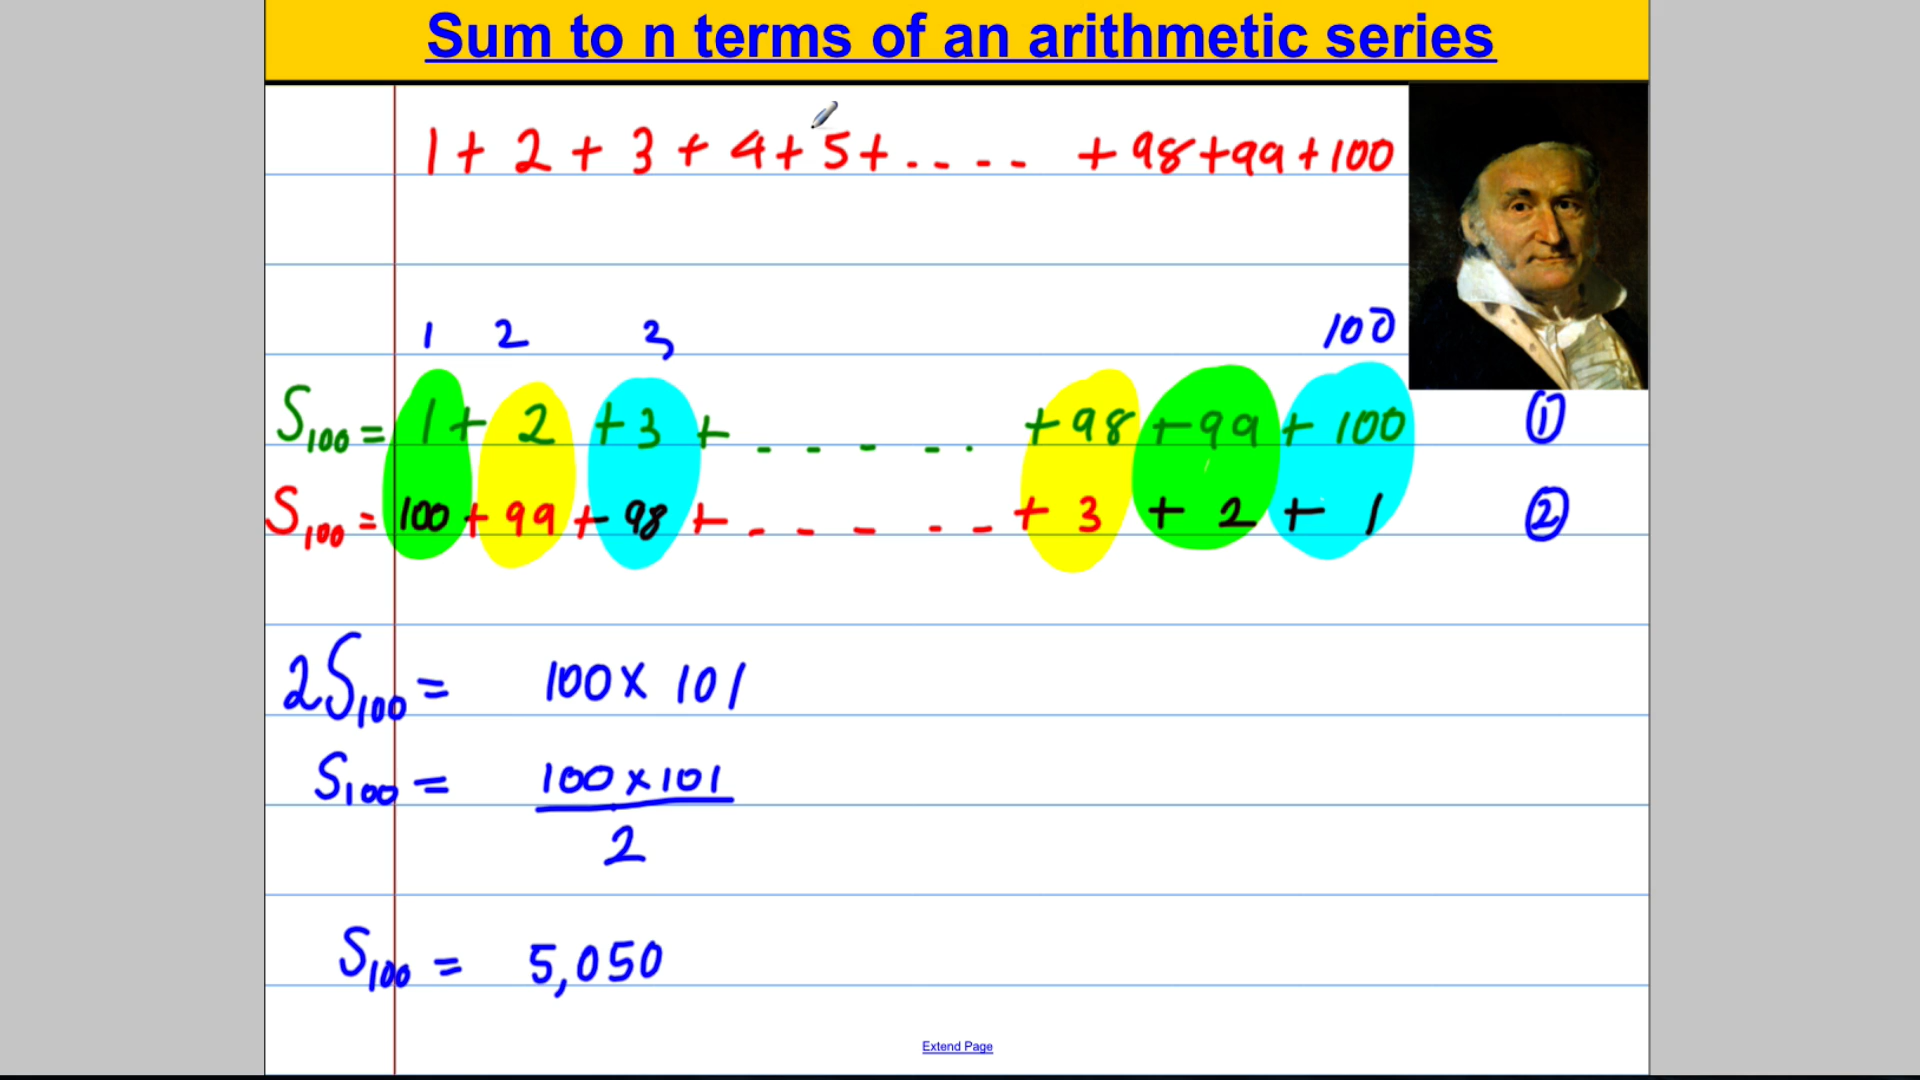 Sum to n terms of an arithmetic series
1 + 2 + 3 + 4 + 5 + - - - - + 98 + 99 + 100
1 2 3 100
S100 = 1 + 2 + 3 + - - - - . + 98 + 99 + 100 ①
S100 = 100 + 99 + 98 + - - - - - + 3 + 2 + 1 ②
2S100 = 100 x 101
S100 = 100 x 101
2
S100 = 5,050
Extend Page